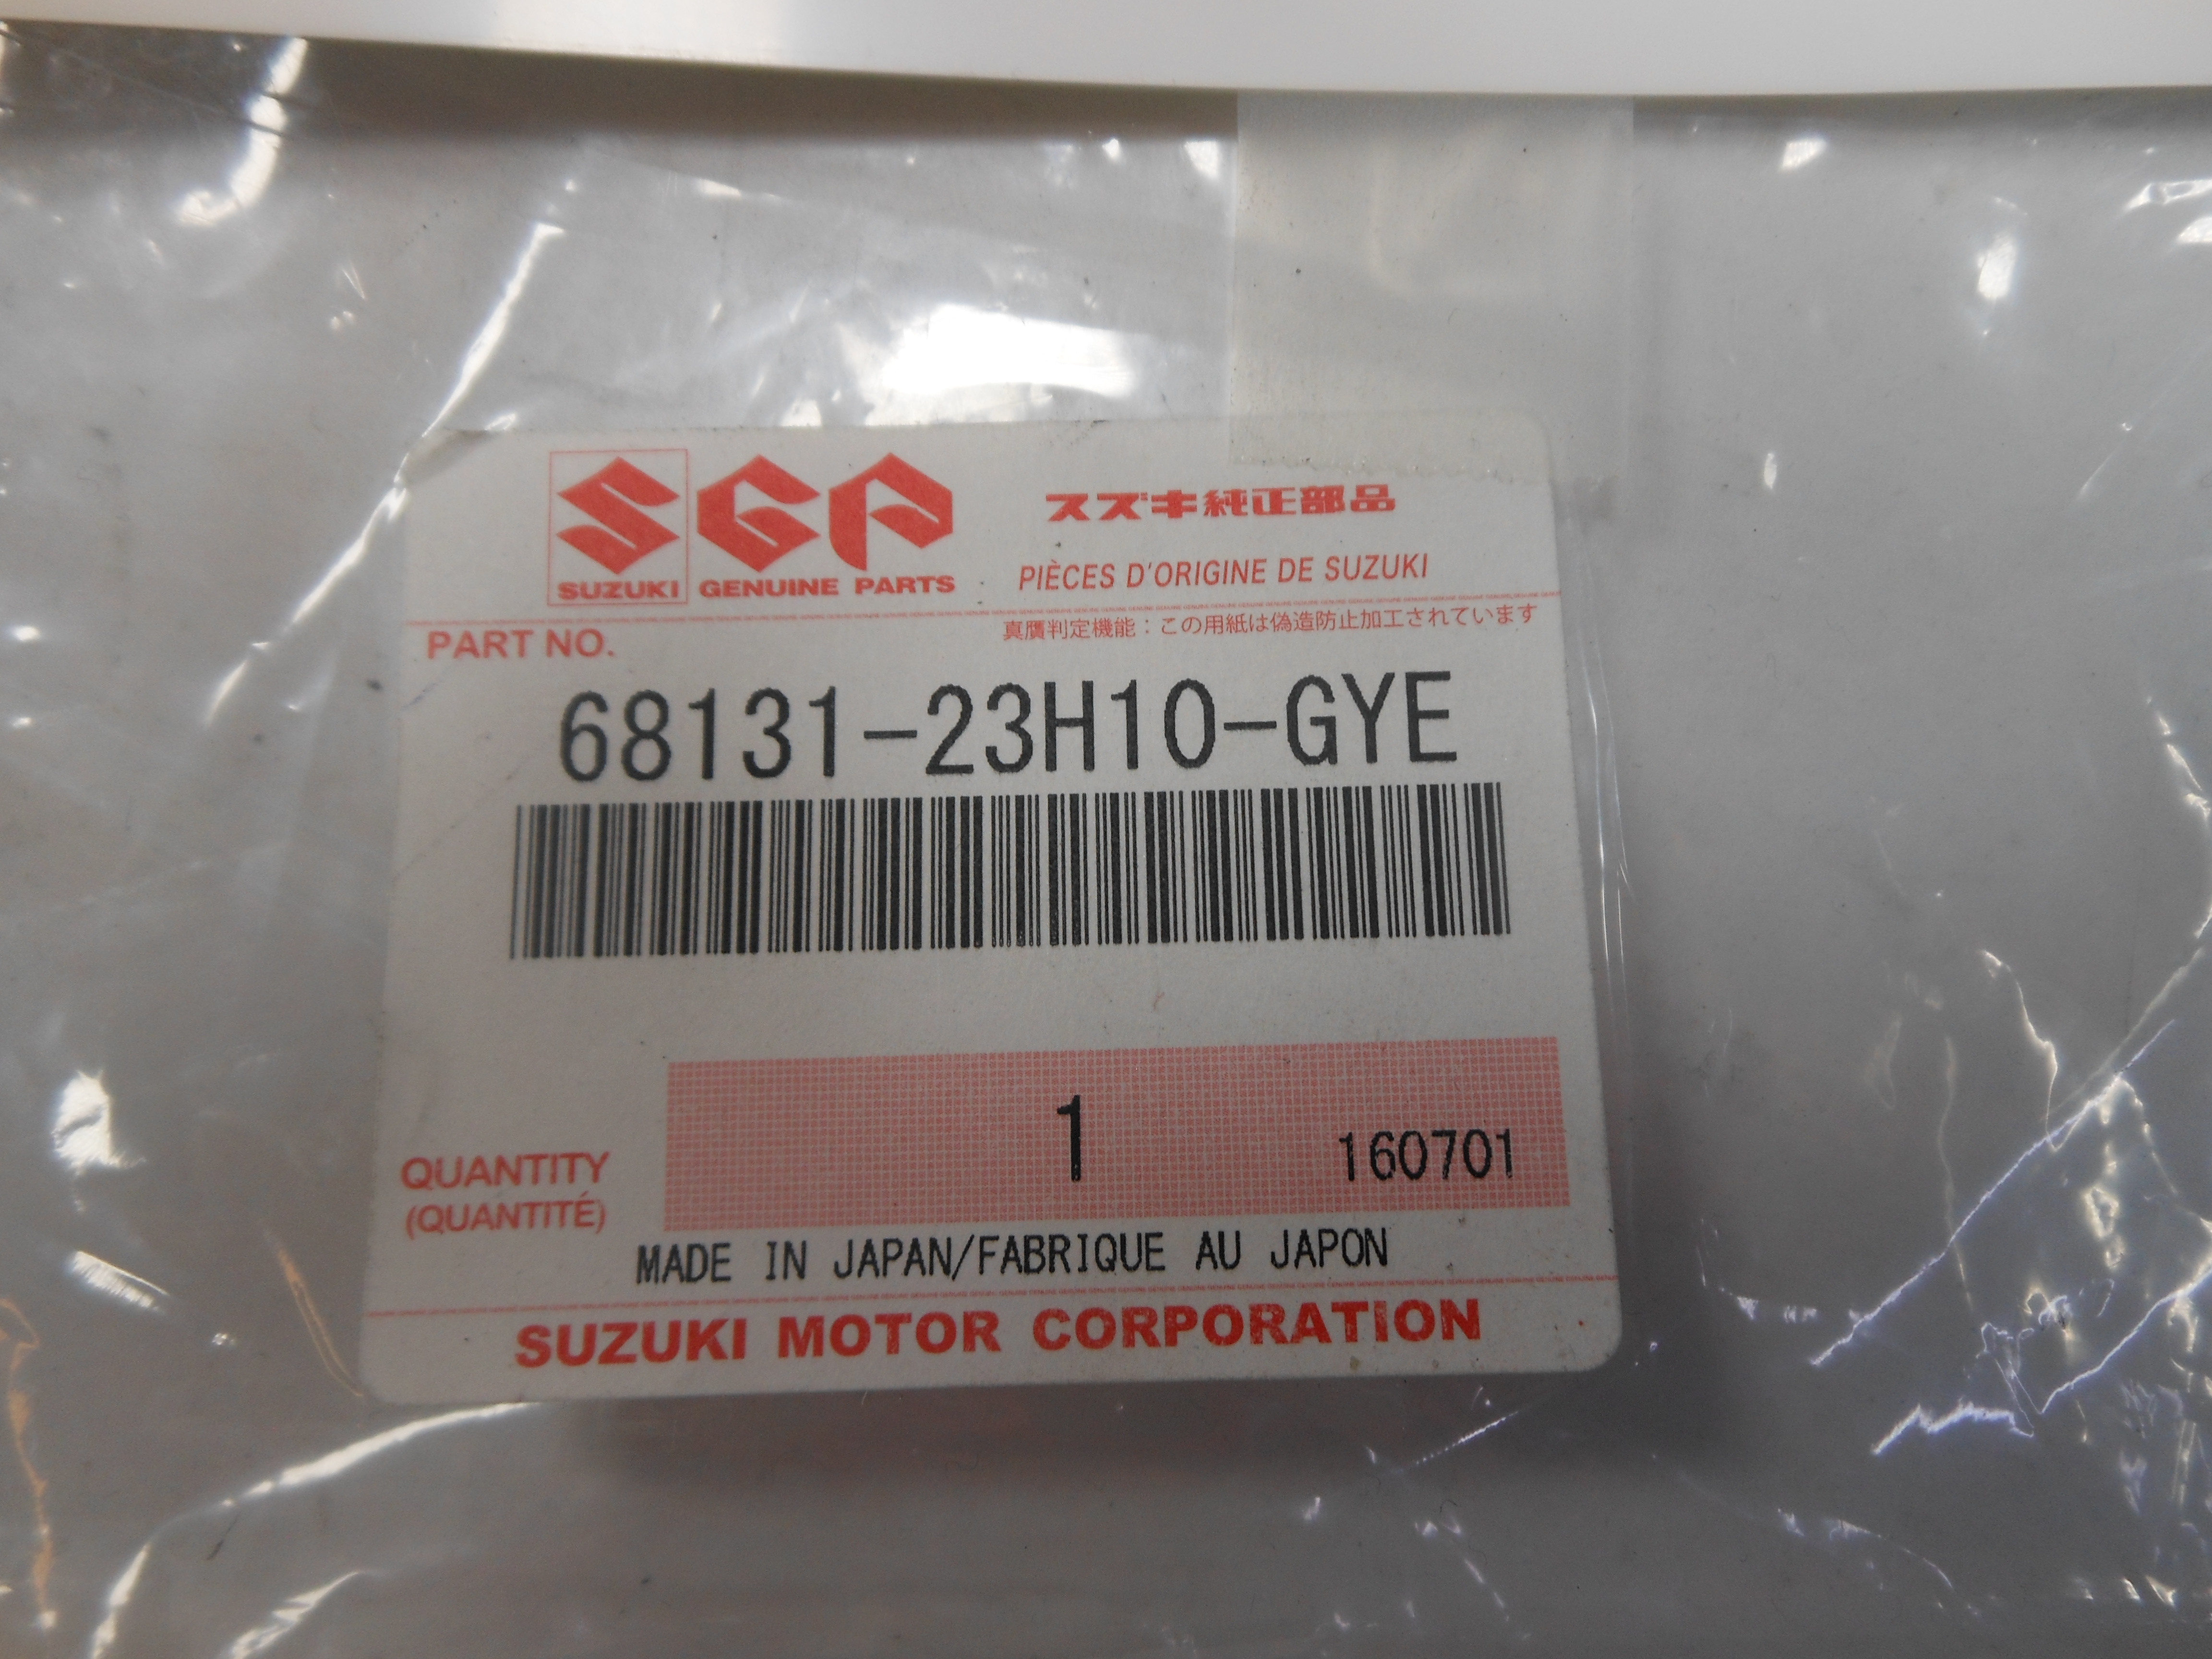 SGP
SUZUKI GENUINE PARTS
スズキ純正部品
PIÈCES D'ORIGINE DE SUZUKI
PART NO.
真贋判定機能：この用紙は偽造防止加工されています
68131-23H10-GYE
1
160701
QUANTITY
(QUANTITÉ)
MADE IN JAPAN/FABRIQUE AU JAPON
SUZUKI MOTOR CORPORATION